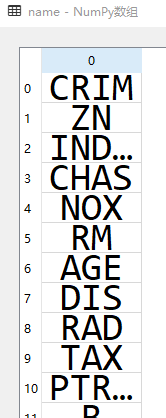 name - NumPy数组
0
0 CRIM
1 ZN
2 IND...
3 CHAS
4 NOX
5 RM
6 AGE
7 DIS
8 RAD
9 TAX
10 PTR...